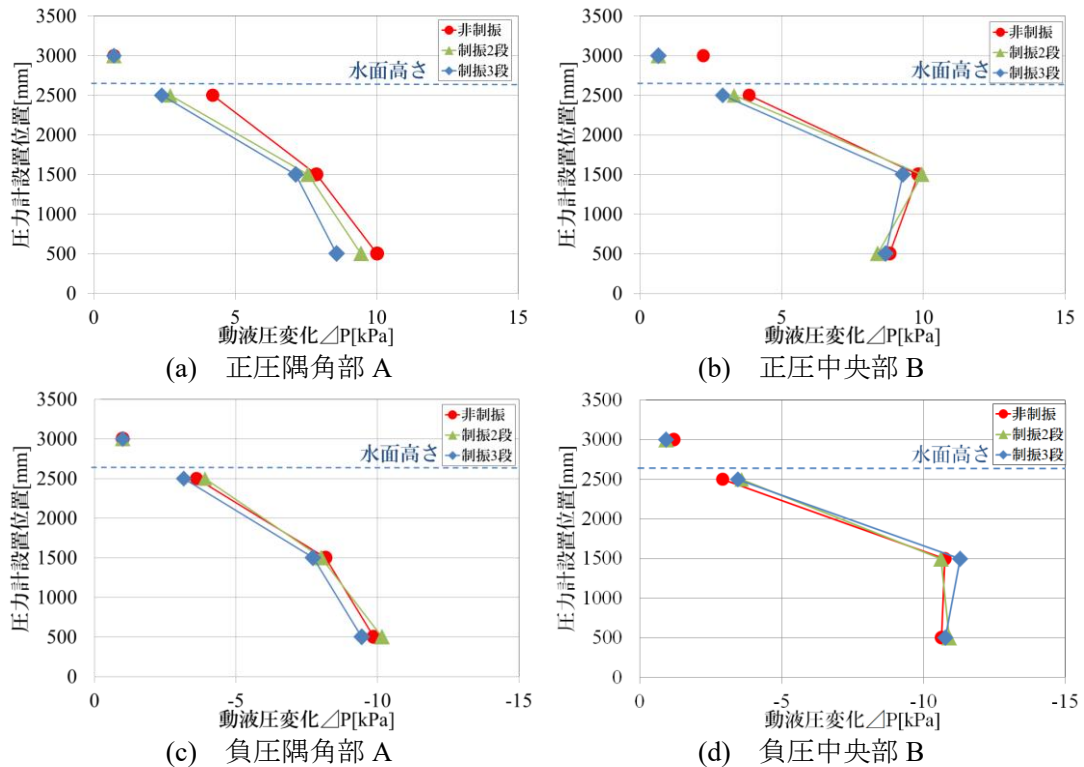 3500
3000
2500
2000
1500
1000
500
0
圧力計設置位置[mm]
非制振
制振2段
制振3段
水面高さ
0
5
10
15
動液圧変化⊿P[kPa]
(a) 正圧隅角部 A
3500
3000
2500
2000
1500
1000
500
0
圧力計設置位置[mm]
非制振
制振2段
制振3段
水面高さ
0
5
10
15
動液圧変化⊿P[kPa]
(b) 正圧中央部 B
3500
3000
2500
2000
1500
1000
500
0
圧力計設置位置[mm]
非制振
制振2段
制振3段
水面高さ
0
-5
-10
-15
動液圧変化⊿P[kPa]
(c) 負圧隅角部 A
3500
3000
2500
2000
1500
1000
500
0
圧力計設置位置[mm]
非制振
制振2段
制振3段
水面高さ
0
-5
-10
-15
動液圧変化⊿P[kPa]
(d) 負圧中央部 B